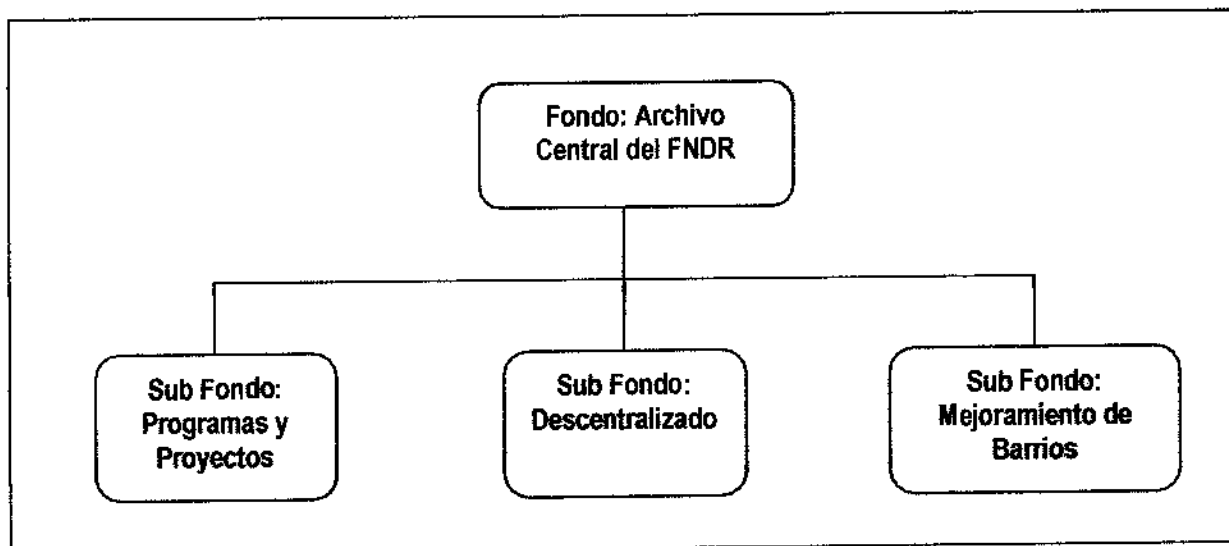 Fondo: Archivo
Central del FNDR
Sub Fondo:
Programas y
Proyectos
Sub Fondo:
Descentralizado
Sub Fondo:
Mejoramiento de
Barrios